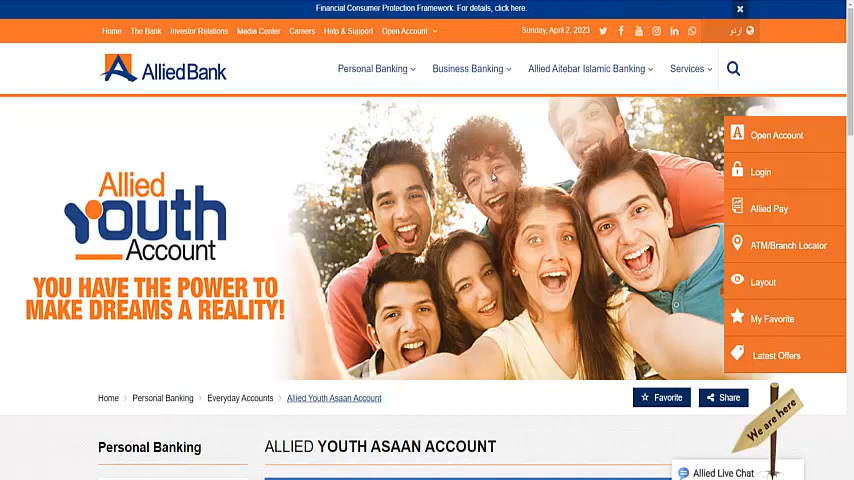 Financial Consumer Protection Framework. For details, click here.
Home The Bank Investor Relations Media Center Careers Help & Support Open Account Sunday, April 2, 2023 اردو
Allied Bank Personal Banking Business Banking Allied Aitebar Islamic Banking Services
Open Account
Login
Allied Pay
ATM/Branch Locator
Layout
My Favorite
Latest Offers
Allied
Youth
Account
YOU HAVE THE POWER TO
MAKE DREAMS A REALITY!
Home Personal Banking Everyday Accounts Allied Youth Asaan Account Favorite Share
We are here
Personal Banking ALLIED YOUTH ASAAN ACCOUNT
Allied Live Chat